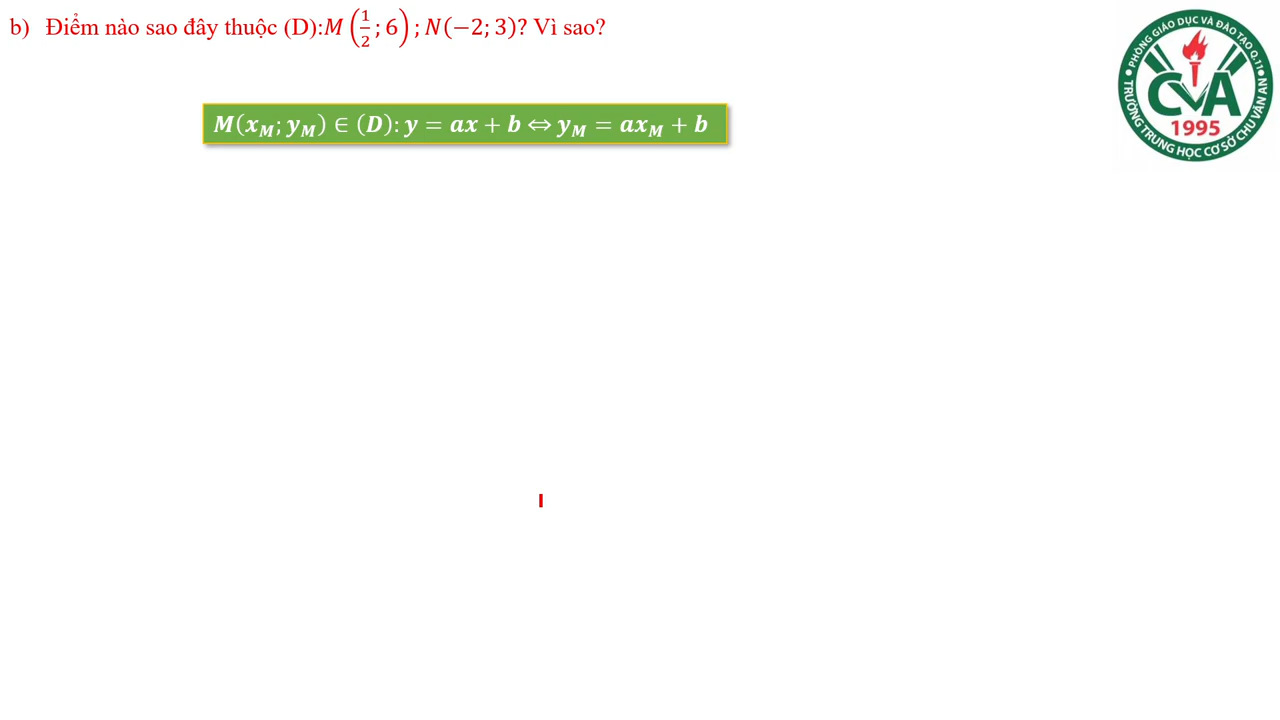 b) Điểm nào sao đây thuộc (D): M (1/2 ; 6) ; N(−2; 3)? Vì sao?
M(x_M; y_M) ∈ (D): y = ax + b ⇔ y_M = ax_M + b
PHÒNG GIÁO DỤC VÀ ĐÀO TẠO Q.11
CVA
1995
TRƯỜNG TRUNG HỌC CƠ SỞ CHU VĂN AN